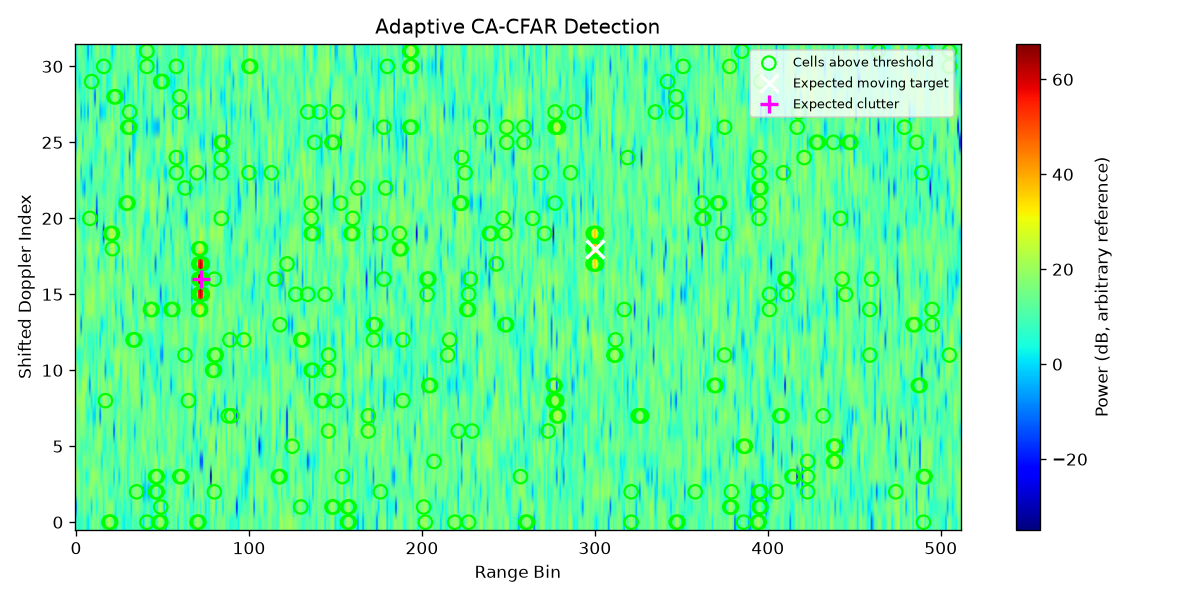 Adaptive CA-CFAR Detection
Cells above threshold
Expected moving target
Expected clutter
Shifted Doppler Index
30
25
20
15
10
5
0
0 100 200 300 400 500
Range Bin
60
40
20
0
−20
Power (dB, arbitrary reference)